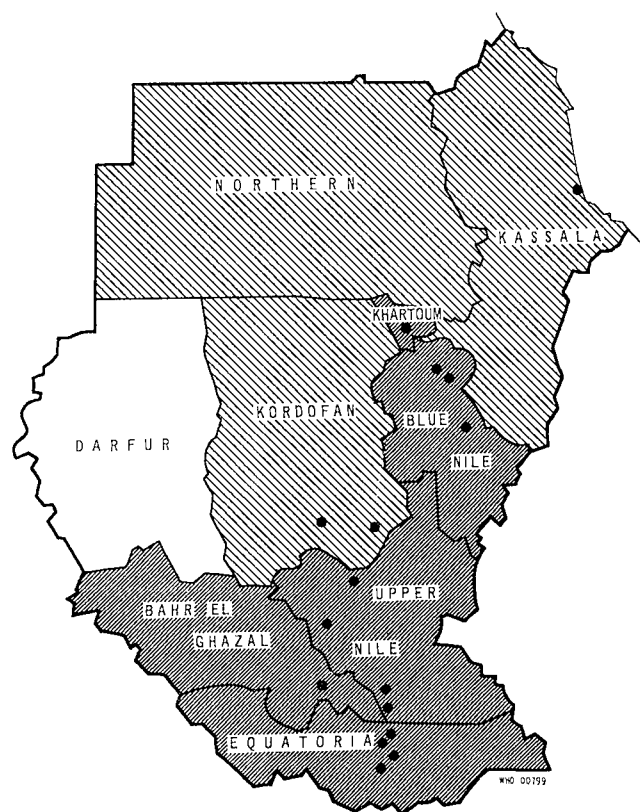 NORTHERN
KASSALA
KHARTOUM
KORDOFAN
BLUE
NILE
DARFUR
UPPER
NILE
BAHR EL
GHAZAL
EQUATORIA
WHO 00799